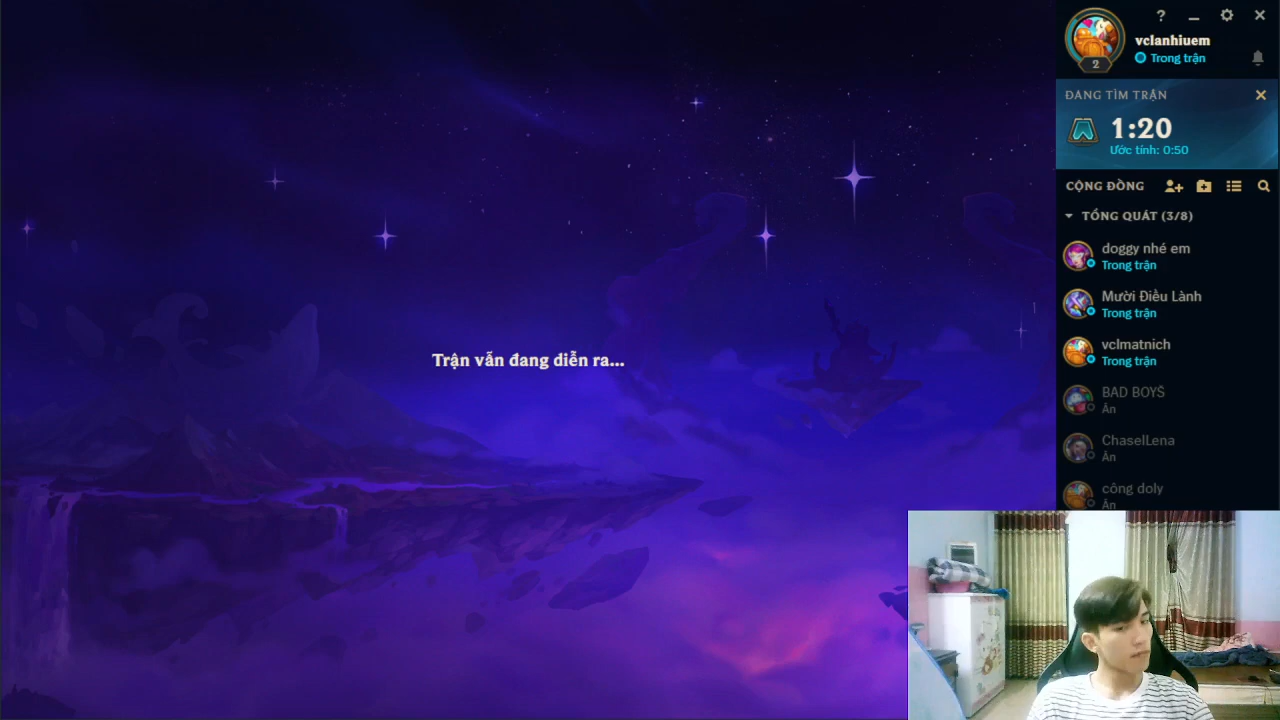 Trận vẫn đang diễn ra...
?
vclanhiuem
2
Trong trận
ĐANG TÌM TRẬN
1:20
Ước tính: 0:50
CỘNG ĐỒNG
TỔNG QUÁT (3/8)
doggy nhé em
Trong trận
Mười Điều Lành
Trong trận
vclmatnich
Trong trận
BAD BOYS
Ẩn
ChaselLena
Ẩn
công doly
Ẩn